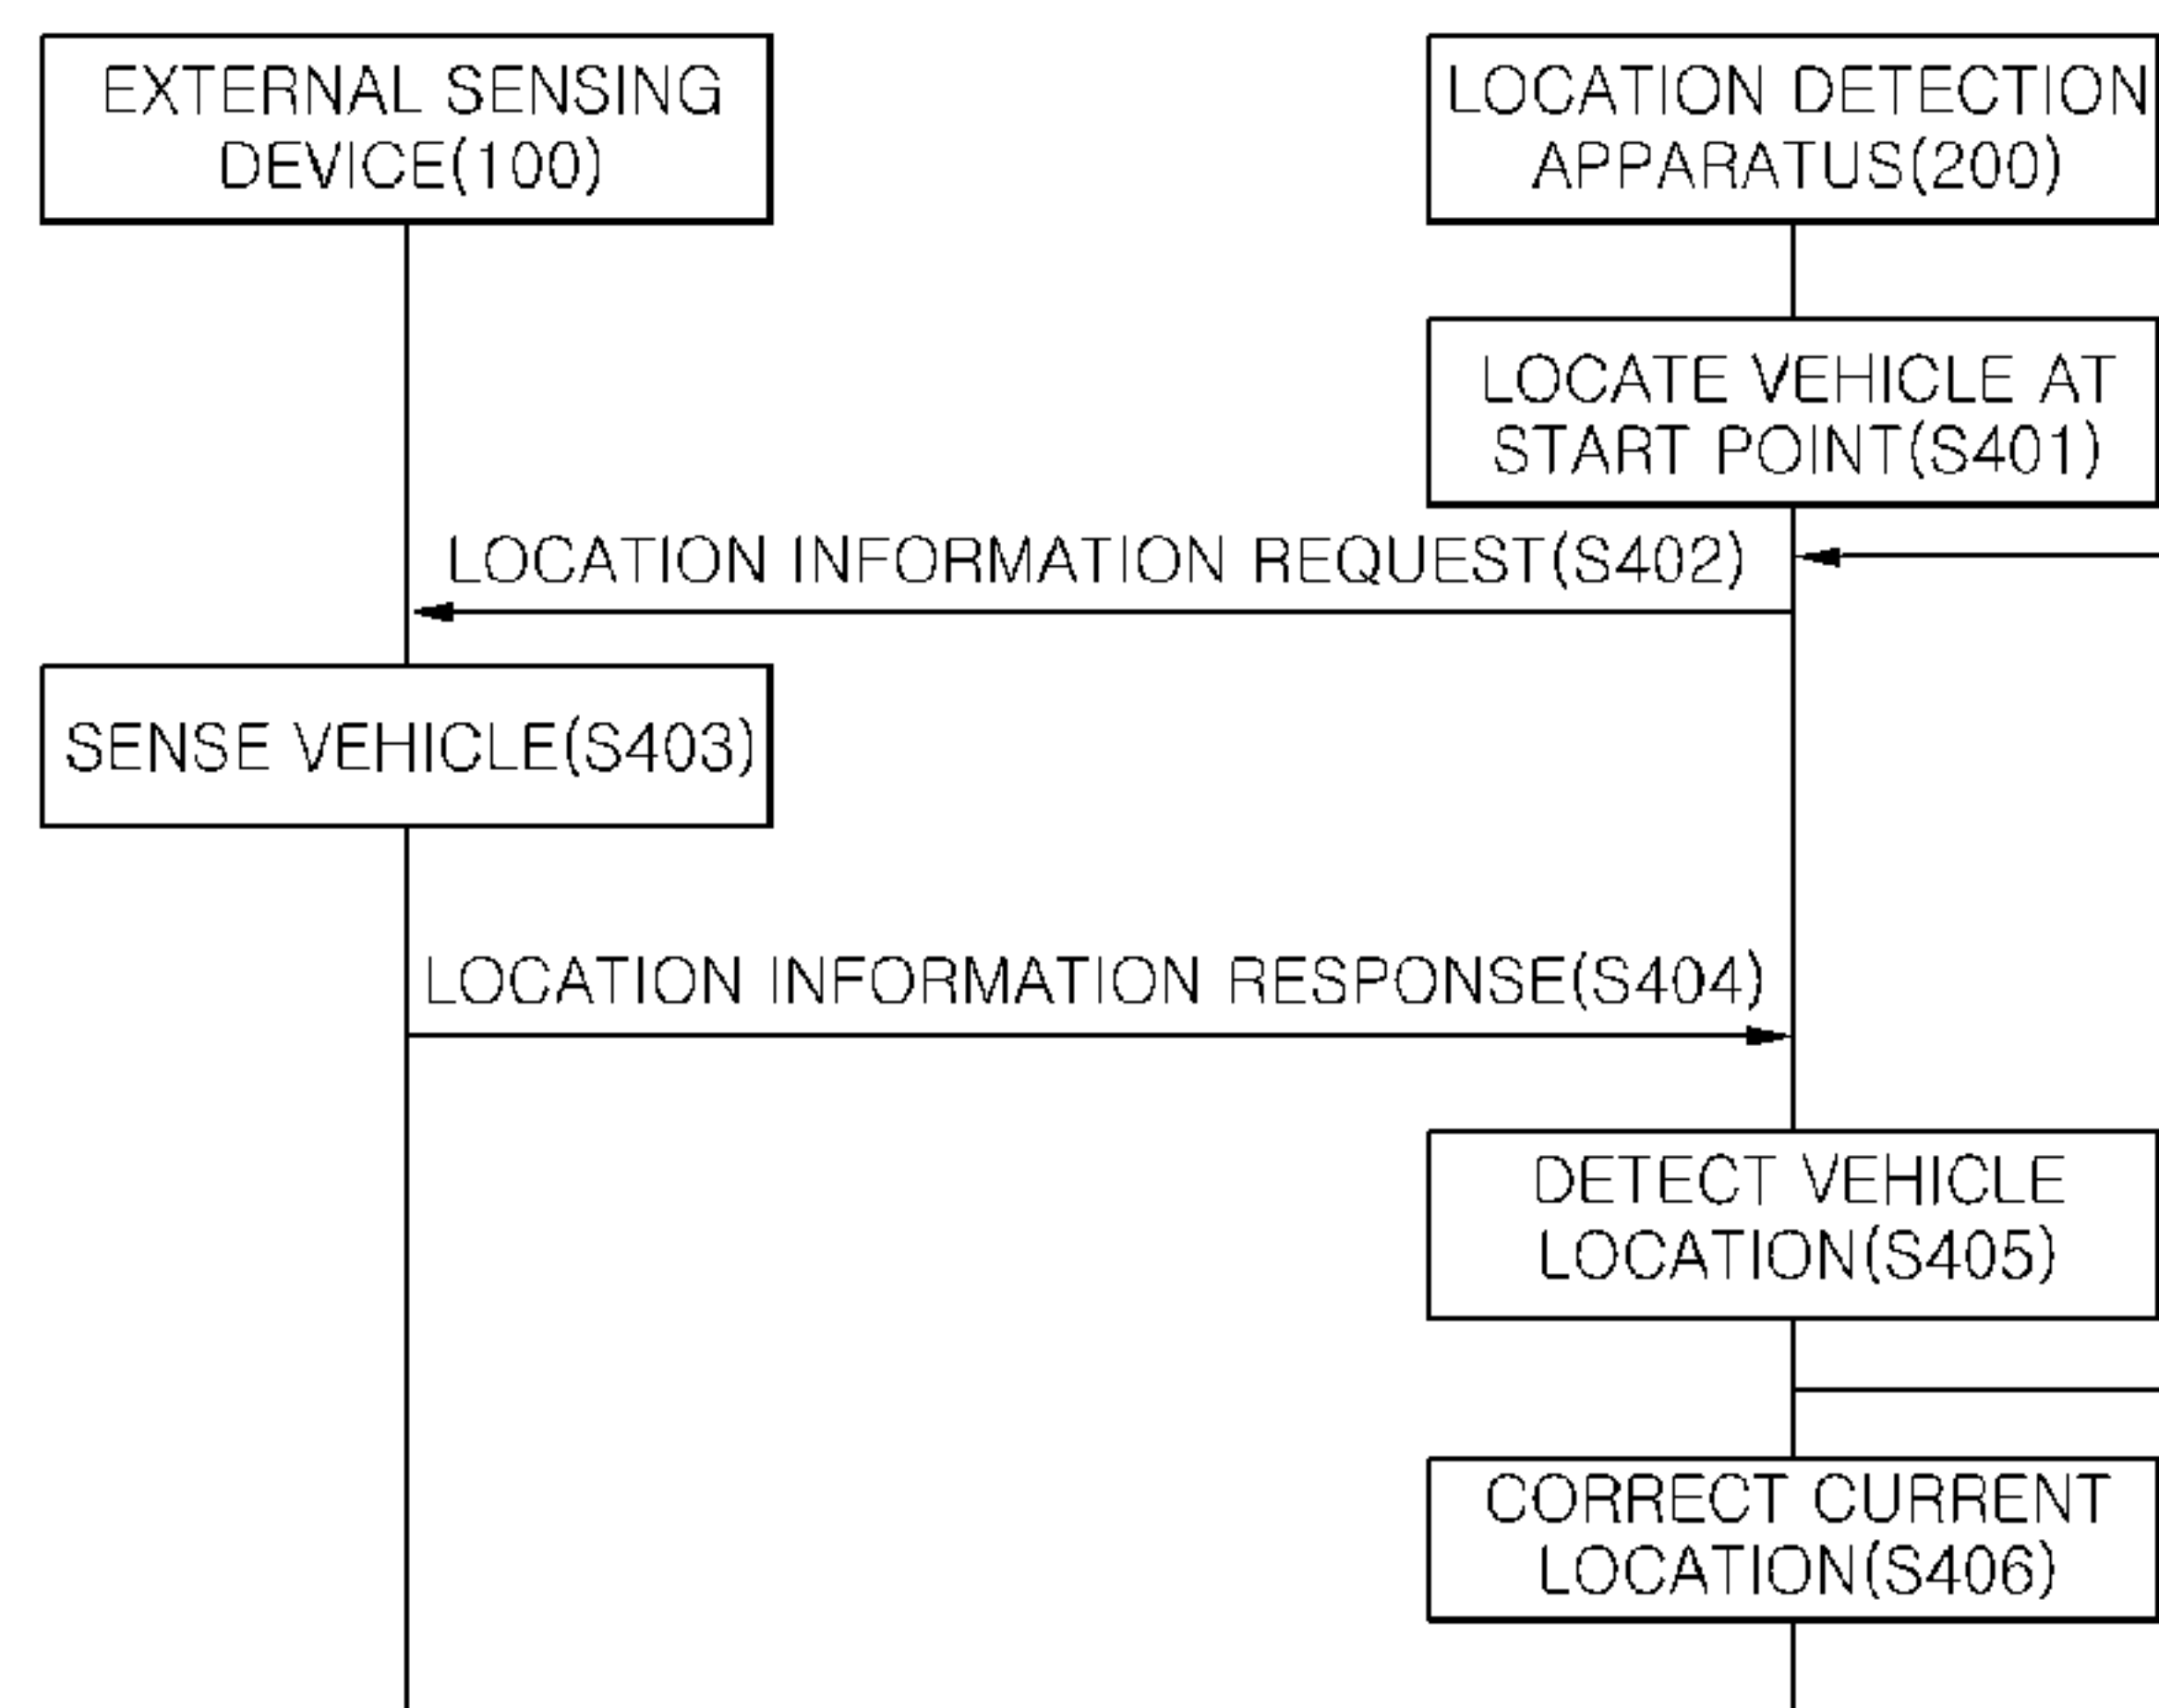 EXTERNAL SENSING
DEVICE(100)
LOCATION DETECTION
APPARATUS(200)
LOCATE VEHICLE AT
START POINT(S401)
LOCATION INFORMATION REQUEST(S402)
SENSE VEHICLE(S403)
LOCATION INFORMATION RESPONSE(S404)
DETECT VEHICLE
LOCATION(S405)
CORRECT CURRENT
LOCATION(S406)